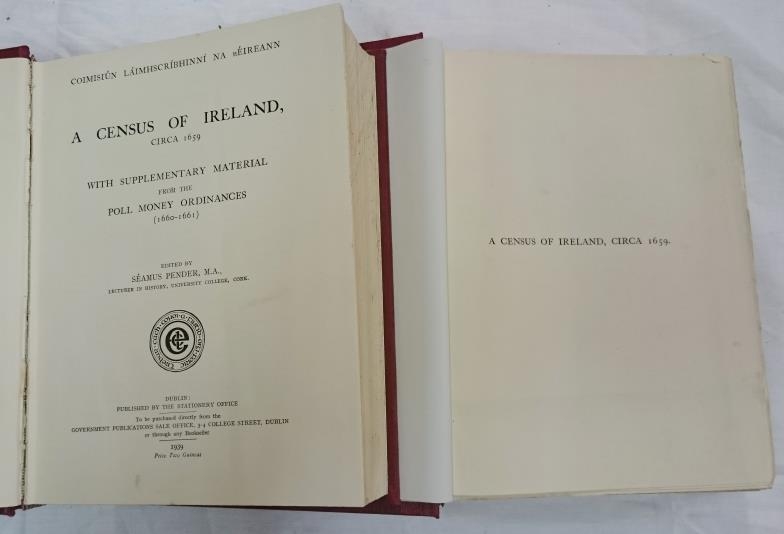 COIMISIÚN LÁIMHSCRÍBHINNÍ NA hÉIREANN
A CENSUS OF IRELAND,
CIRCA 1659
WITH SUPPLEMENTARY MATERIAL
FROM THE
POLL MONEY ORDINANCES
(1660-1661)
EDITED BY
SÉAMUS PENDER, M.A.,
LECTURER IN HISTORY, UNIVERSITY COLLEGE, CORK.
DUBLIN:
PUBLISHED BY THE STATIONERY OFFICE
To be purchased directly from the
GOVERNMENT PUBLICATIONS SALE OFFICE, 3-4 COLLEGE STREET, DUBLIN
or through any Bookseller
1939
Price Two Guineas
A CENSUS OF IRELAND, CIRCA 1659.